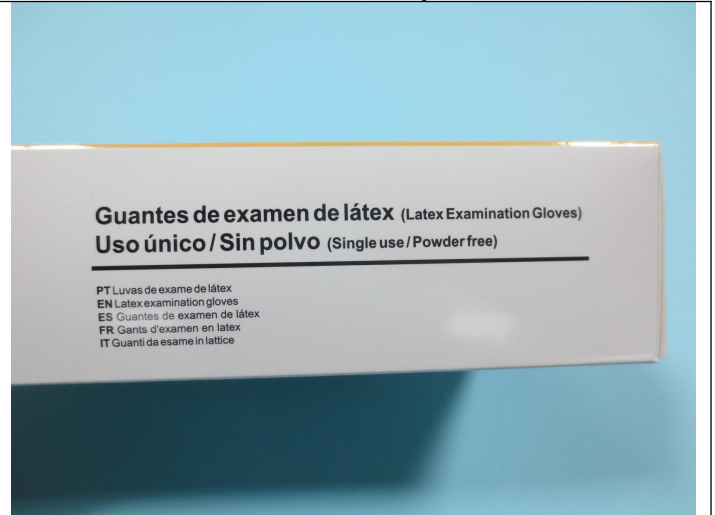 Guantes de examen de látex (Latex Examination Gloves)
Uso único / Sin polvo (Single use / Powder free)
PT Luvas de exame de látex
EN Latex examination gloves
ES Guantes de examen de látex
FR Gants d'examen en latex
IT Guanti da esame in lattice